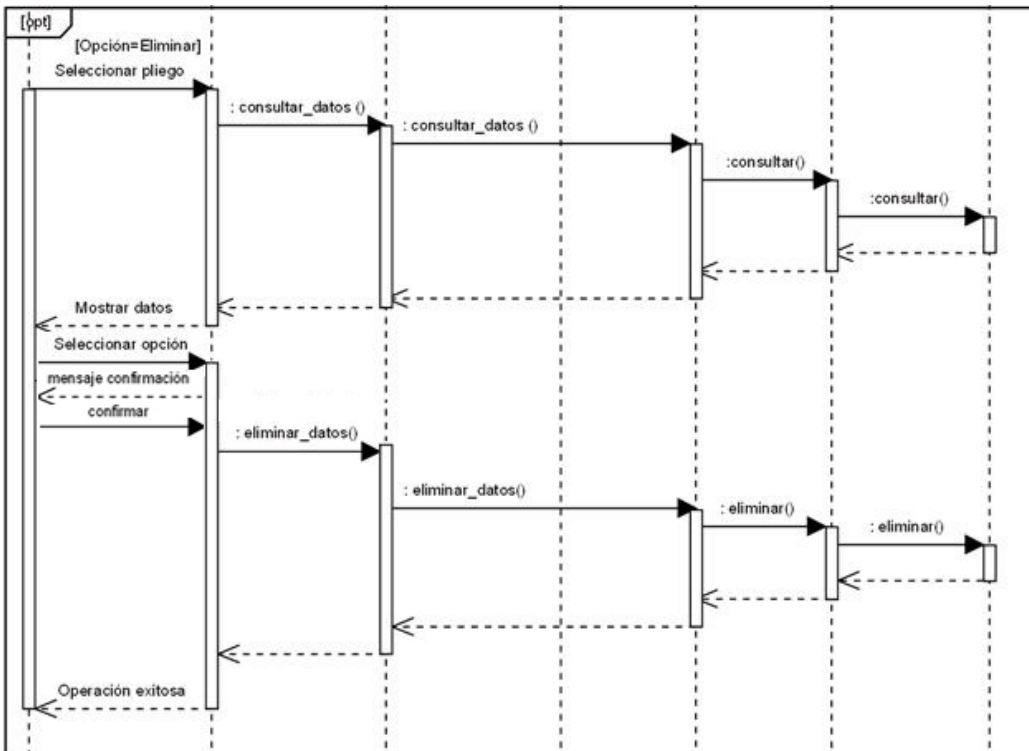 [opt]
[Opción=Eliminar]
Seleccionar pliego
: consultar_datos ()
: consultar_datos ()
:consultar()
:consultar()
Mostrar datos
Seleccionar opción
mensaje confirmación
confirmar
: eliminar_datos()
: eliminar_datos()
: eliminar()
: eliminar()
Operación exitosa